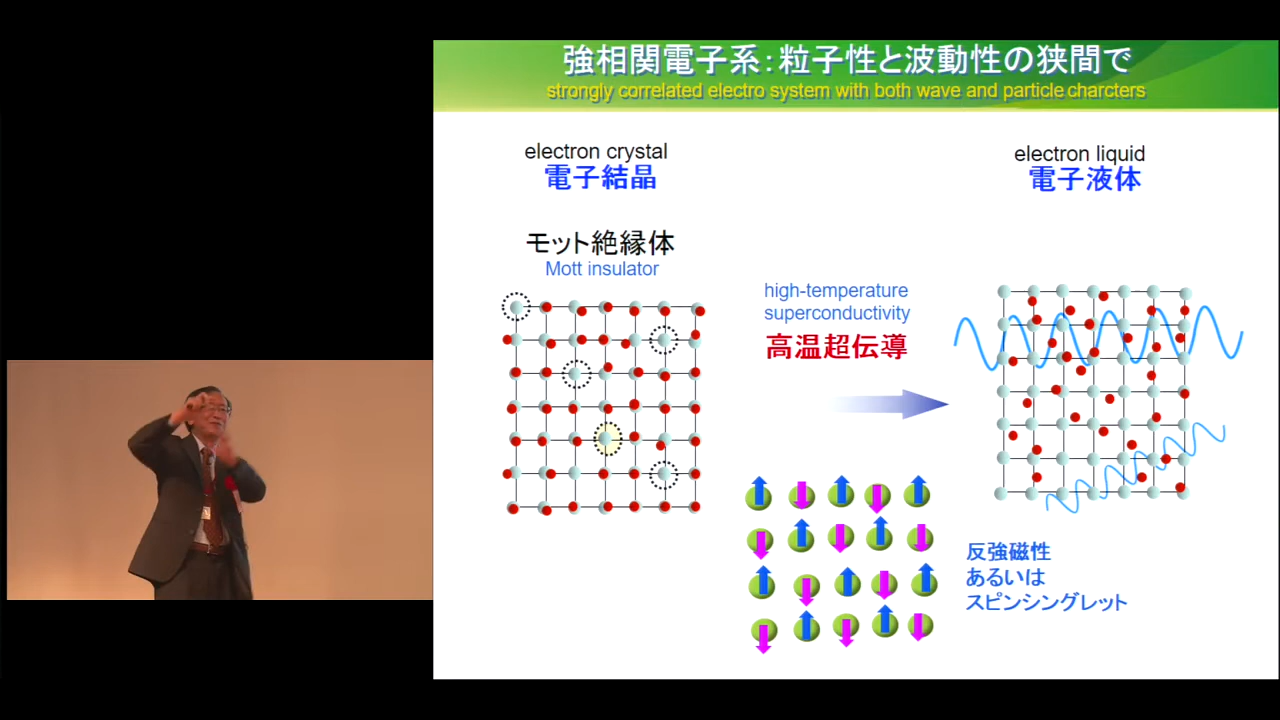 強相関電子系:粒子性と波動性の狭間で
strongly correlated electro system with both wave and particle charcters
electron crystal
電子結晶
モット絶縁体
Mott insulator
high-temperature
superconductivity
高温超伝導
electron liquid
電子液体
反強磁性
あるいは
スピンシングレット